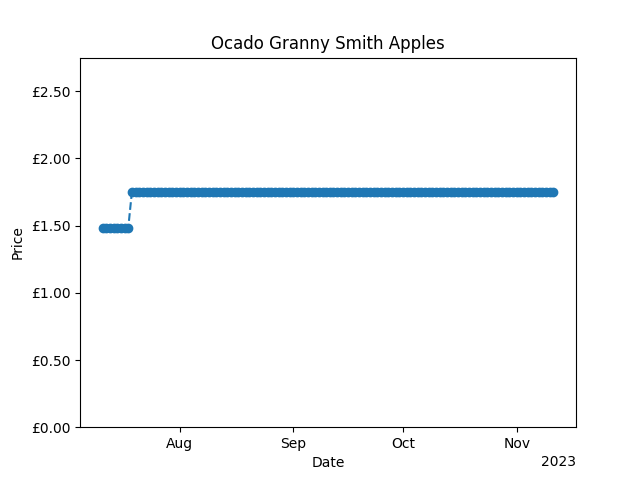 Ocado Granny Smith Apples
£2.50
£2.00
£1.50
£1.00
£0.50
£0.00
Price
Aug Sep Oct Nov
Date
2023